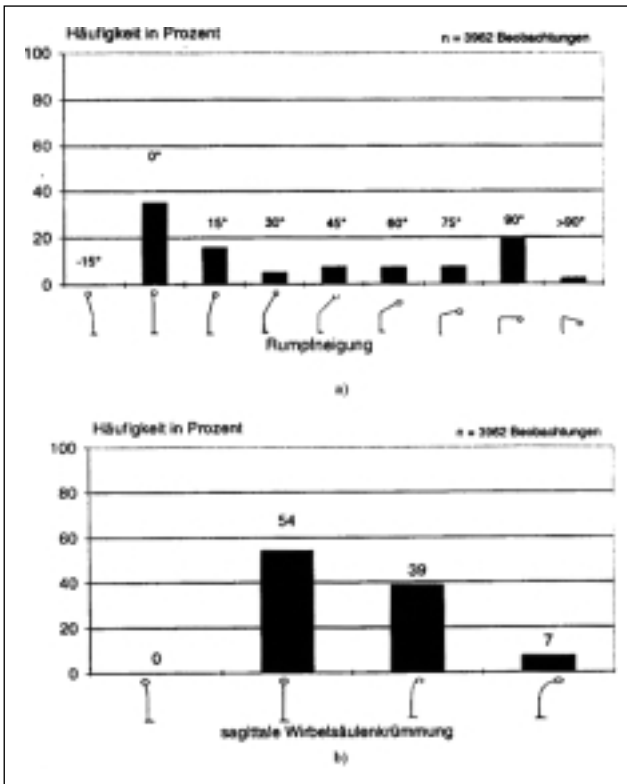 Häufigkeit in Prozent n = 3962 Beobachtungen
100
80
60
40
20
0
-15° 0° 15° 30° 45° 60° 75° 90° >90°
Rumpfneigung
a)
Häufigkeit in Prozent n = 3962 Beobachtungen
100
80
60
40
20
0
0 54 39 7
sagittale Wirbelsäulenkrümmung
b)